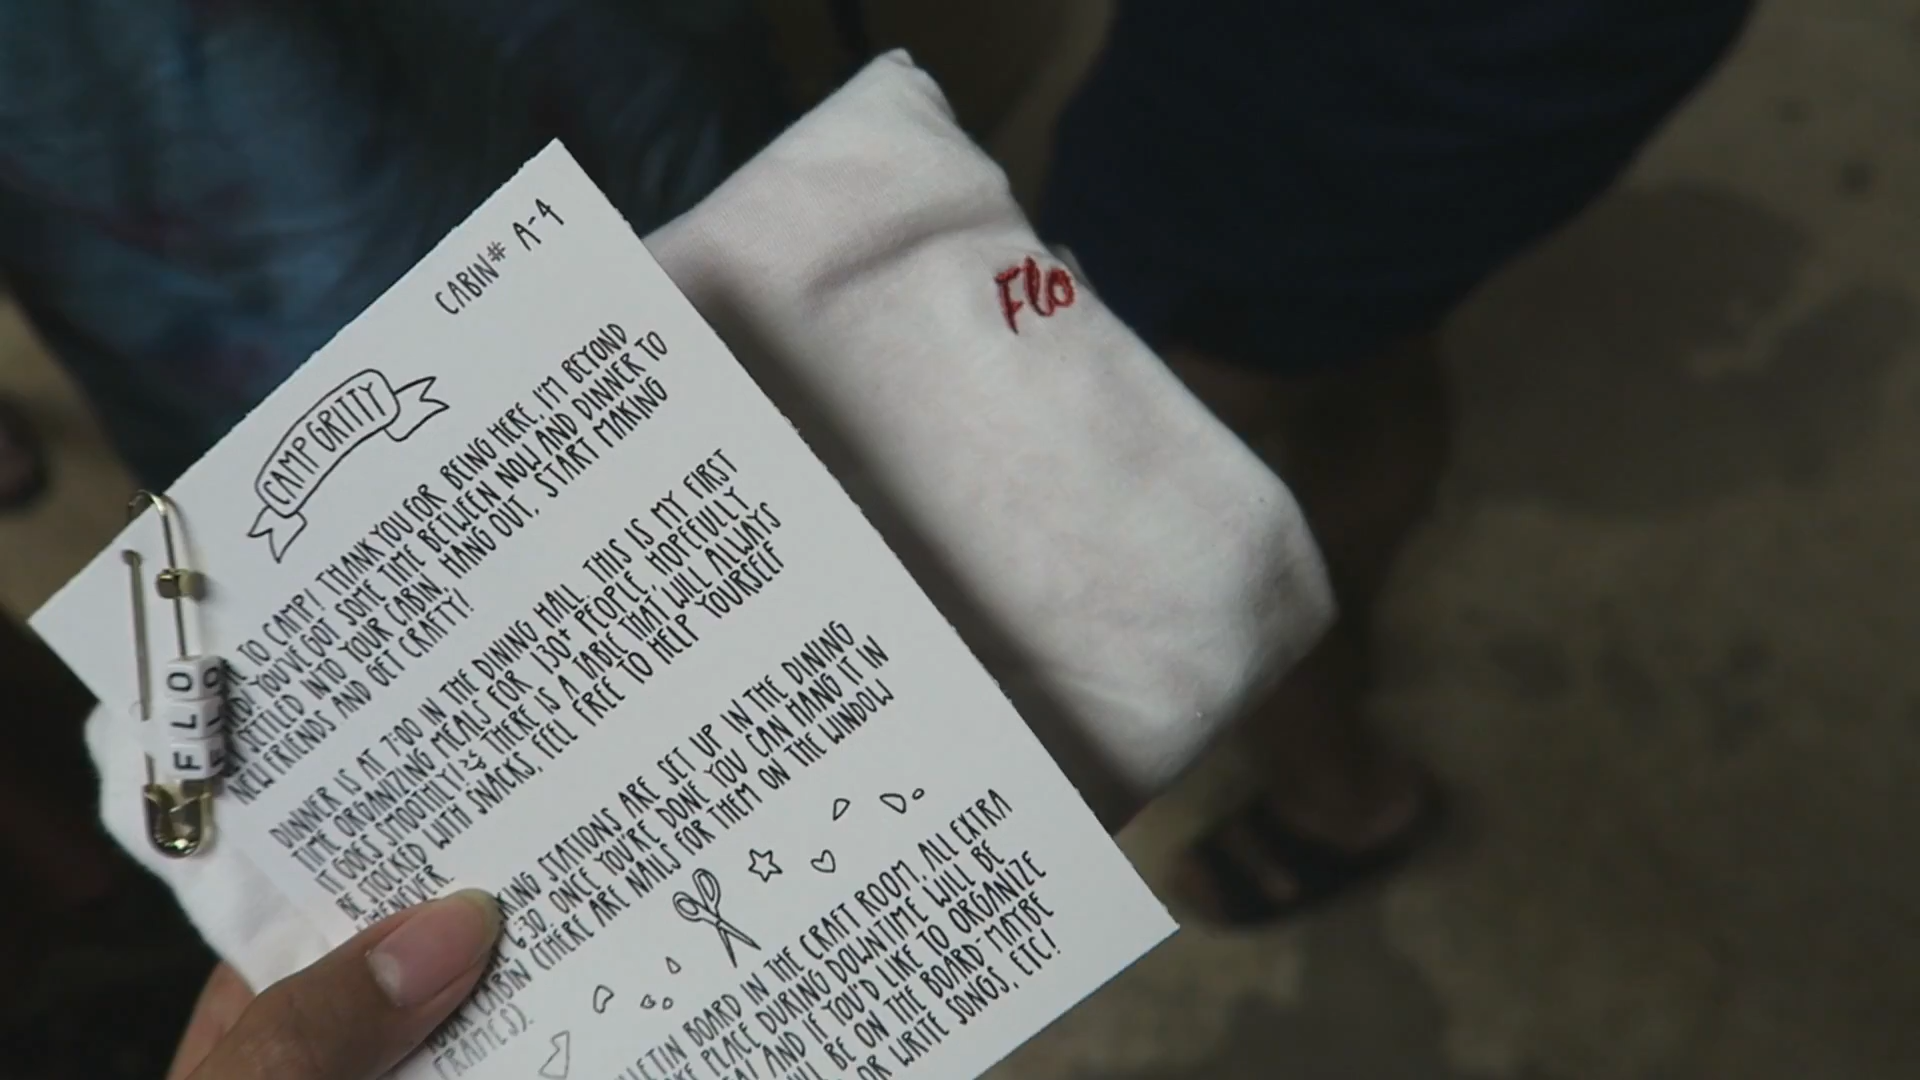 CABIN# A-4
CAMP GRITTY
TO CAMP! THANK YOU FOR BEING HERE, I'M BEYOND
YOU'VE GOT SOME TIME BETWEEN NOW AND DINNER TO
SETTLED INTO YOUR CABIN, HANG OUT, START MAKING
NEW FRIENDS AND GET CRAFTY!
DINNER IS AT 7:00 IN THE DINING HALL. THIS IS MY FIRST
TIME ORGANIZING MEALS FOR 130+ PEOPLE, HOPEFULLY
IT GOES SMOOTHLY! THERE IS A TABLE THAT WILL ALWAYS
BE STOCKED WITH SNACKS, FEEL FREE TO HELP YOURSELF
WHENEVER.
STATIONS ARE SET UP IN THE DINING
6:30. ONCE YOU'RE DONE YOU CAN HANG IT IN
YOUR CABIN (THERE ARE NAILS FOR THEM ON THE WINDOW
FRAMES).
BOARD IN THE CRAFT ROOM, ALL EXTRA
PLACE DURING DOWNTIME WILL BE
AND IF YOU'D LIKE TO ORGANIZE
BE ON THE BOARD-MAYBE
OR WRITE SONGS, ETC!
FLO
FLO
Flo